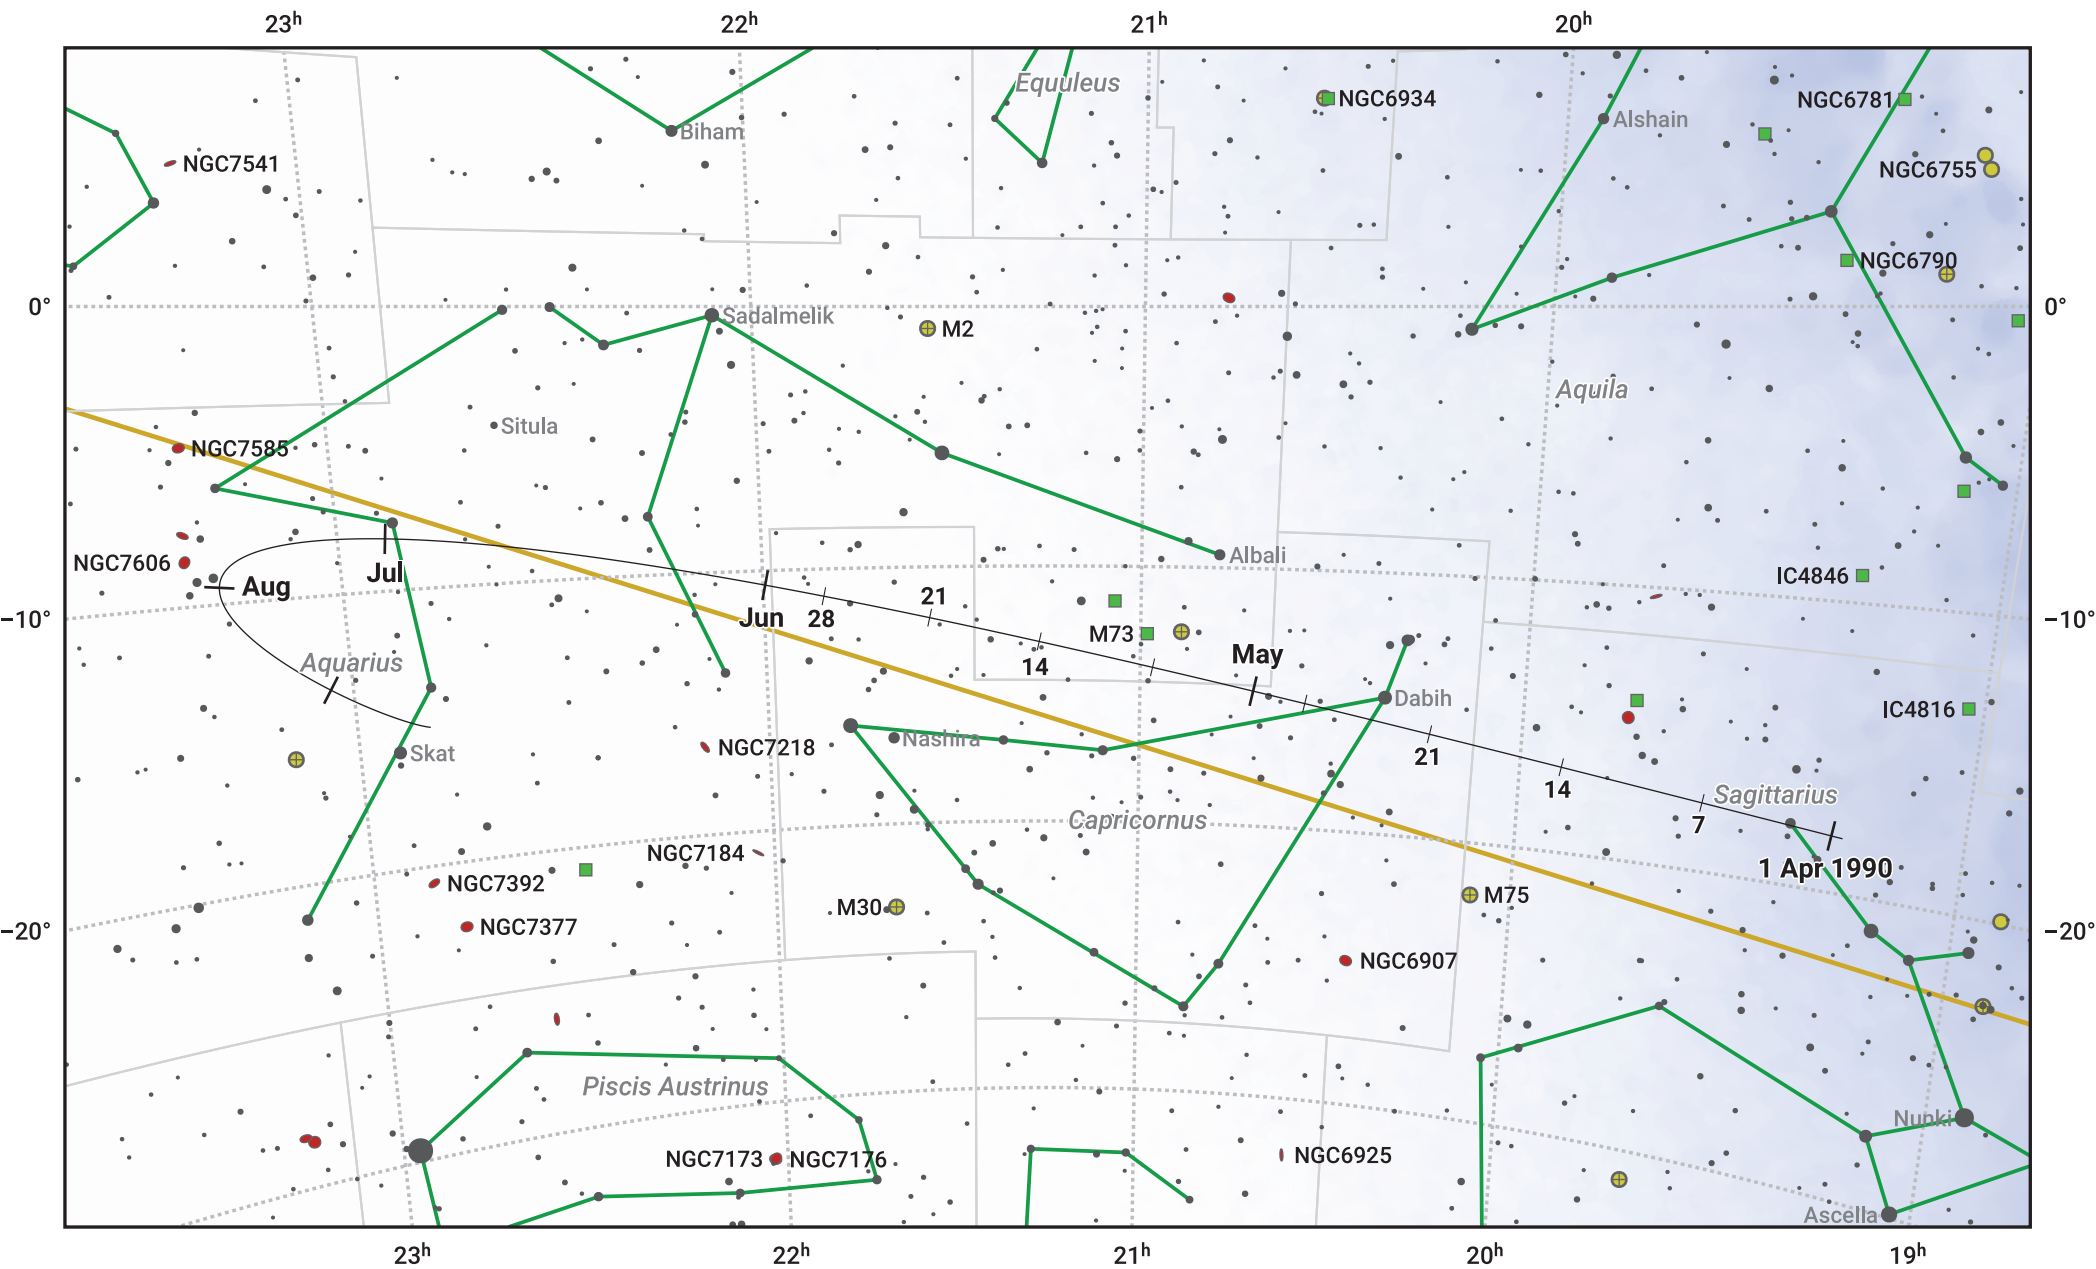 23ʰ 22ʰ 21ʰ 20ʰ
Equuleus
NGC6934
NGC6781
Alshain
Biham
NGC7541
NGC6755
NGC6790
0° 0°
Sadalmelik
M2
Aquila
Situla
NGC7585
Albali
NGC7606
Jul
IC4846
Aug
21
Jun
28
−10° −10°
M73
May
14
Aquarius
Dabih
IC4816
Nashira
NGC7218
Skat
21
14
Sagittarius
Capricornus
7
NGC7184
1 Apr 1990
NGC7392
M75
M30
NGC7377
−20° −20°
NGC6907
Piscis Austrinus
Nunki
NGC7173
NGC7176
NGC6925
Ascella
23ʰ 22ʰ 21ʰ 20ʰ 19ʰ